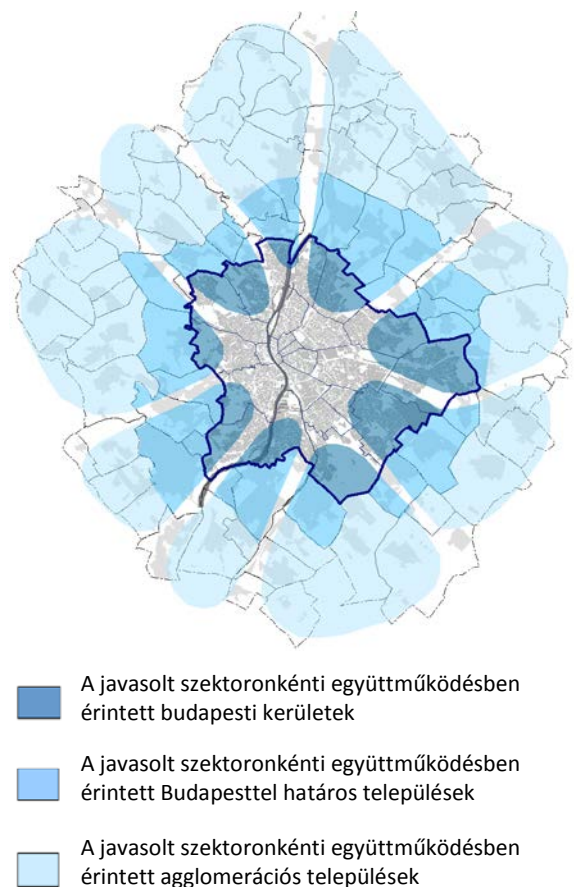 A javasolt szektoronkénti együttműködésben
érintett budapesti kerületek
A javasolt szektoronkénti együttműködésben
érintett Budapesttel határos települések
A javasolt szektoronkénti együttműködésben
érintett agglomerációs települések